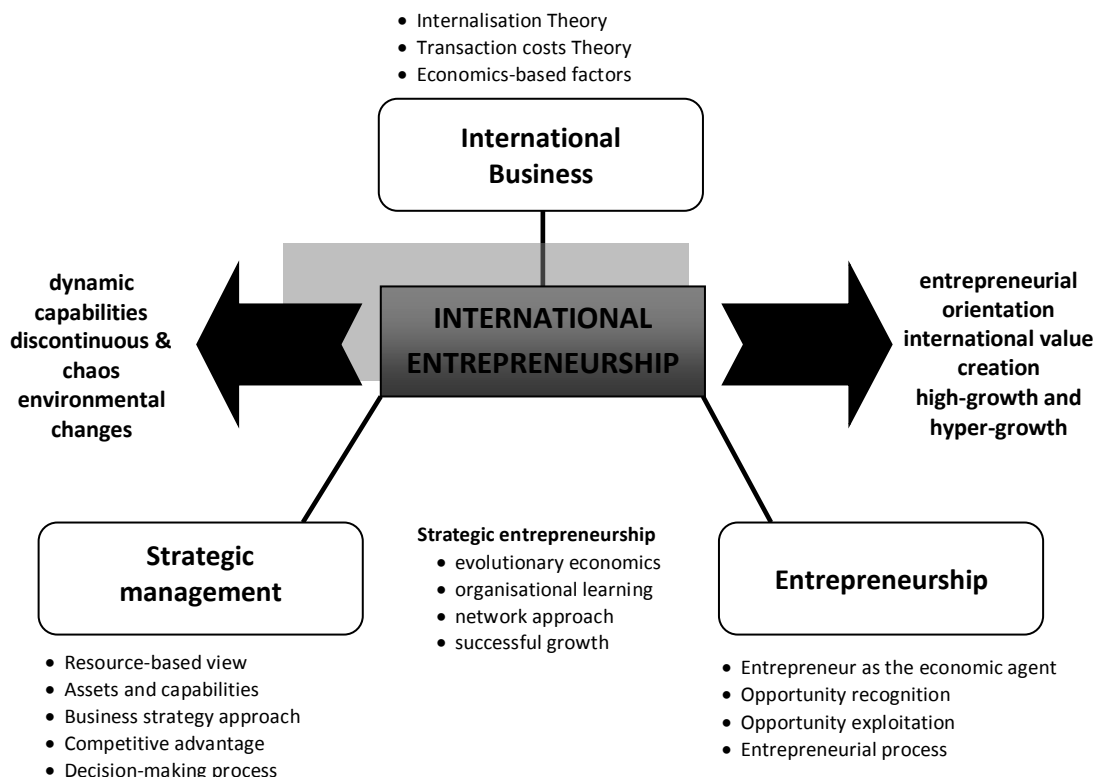 • Internalisation Theory
• Transaction costs Theory
• Economics-based factors
International
Business
dynamic
capabilities
discontinuous &
chaos
environmental
changes
INTERNATIONAL
ENTREPRENEURSHIP
entrepreneurial
orientation
international value
creation
high-growth and
hyper-growth
Strategic
management
Strategic entrepreneurship
• evolutionary economics
• organisational learning
• network approach
• successful growth
Entrepreneurship
• Resource-based view
• Assets and capabilities
• Business strategy approach
• Competitive advantage
• Decision-making process
• Entrepreneur as the economic agent
• Opportunity recognition
• Opportunity exploitation
• Entrepreneurial process